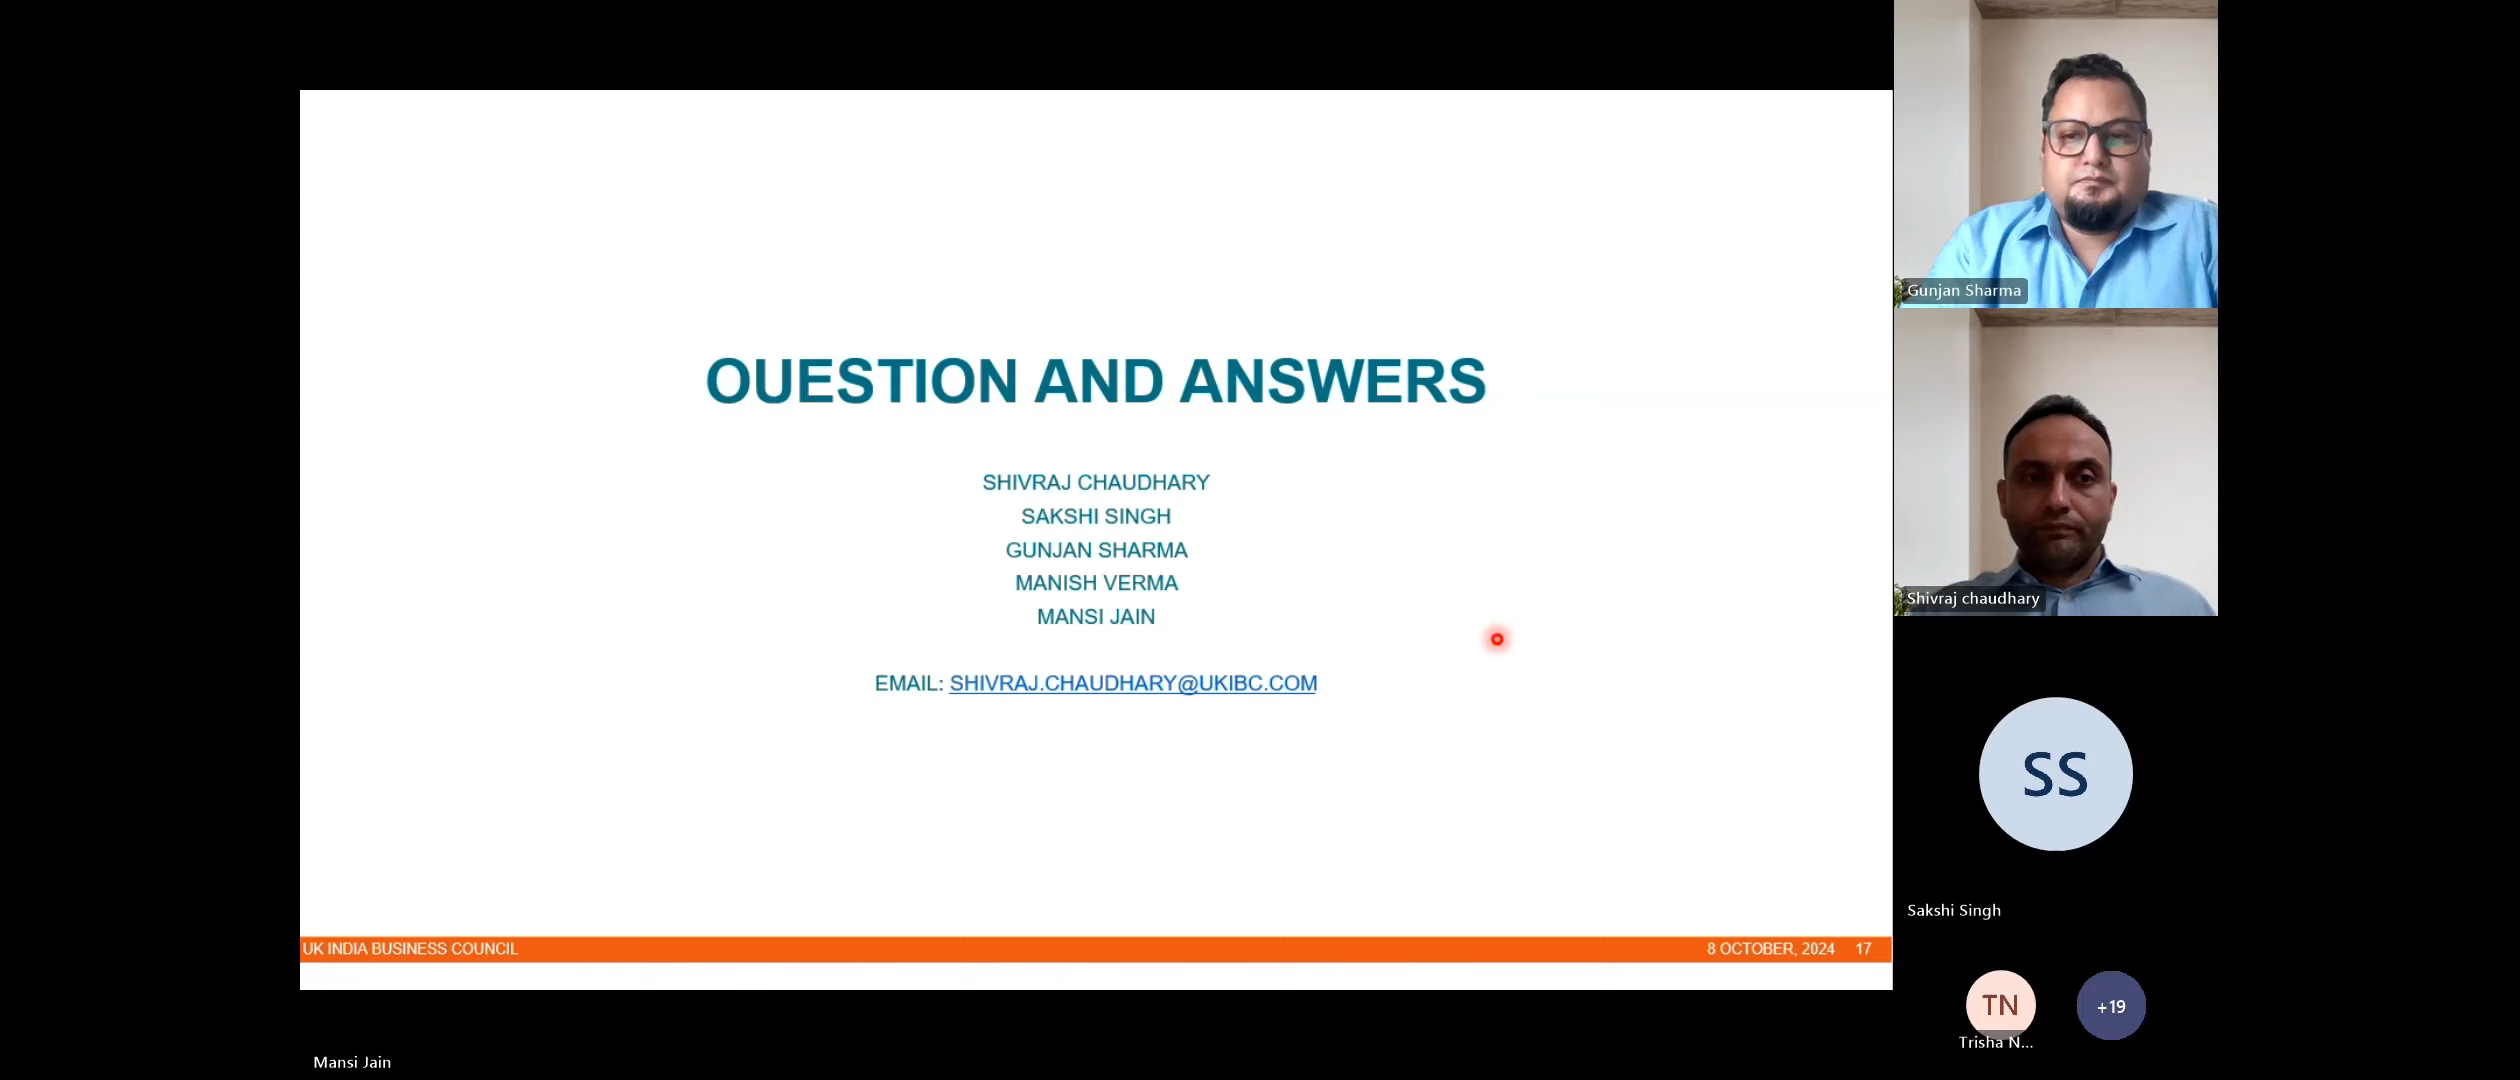 OUESTION AND ANSWERS
SHIVRAJ CHAUDHARY
SAKSHI SINGH
GUNJAN SHARMA
MANISH VERMA
MANSI JAIN
EMAIL: SHIVRAJ.CHAUDHARY@UKIBC.COM
UK INDIA BUSINESS COUNCIL
8 OCTOBER, 2024 17
Gunjan Sharma
Shivraj chaudhary
SS
Sakshi Singh
TN
+19
Trisha N...
Mansi Jain